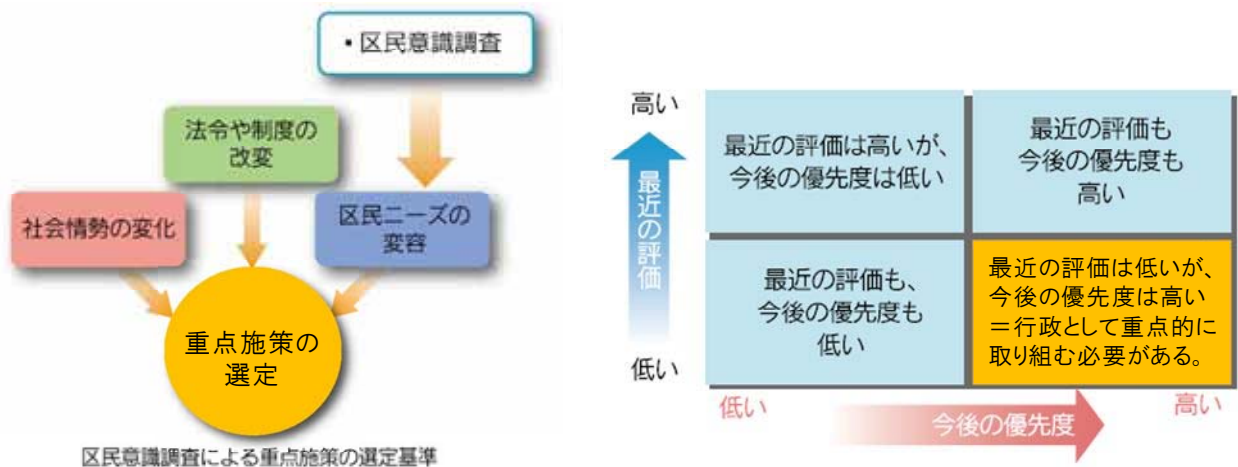 ・区民意識調査
法令や制度の
改変
社会情勢の変化
区民ニーズの
変容
重点施策の
選定
区民意識調査による重点施策の選定基準
高い
最近の評価
低い
最近の評価は高いが、
今後の優先度は低い
最近の評価も
今後の優先度も
高い
最近の評価も、
今後の優先度も
低い
最近の評価は低いが、
今後の優先度は高い
＝行政として重点的に
取り組む必要がある。
低い
今後の優先度
高い